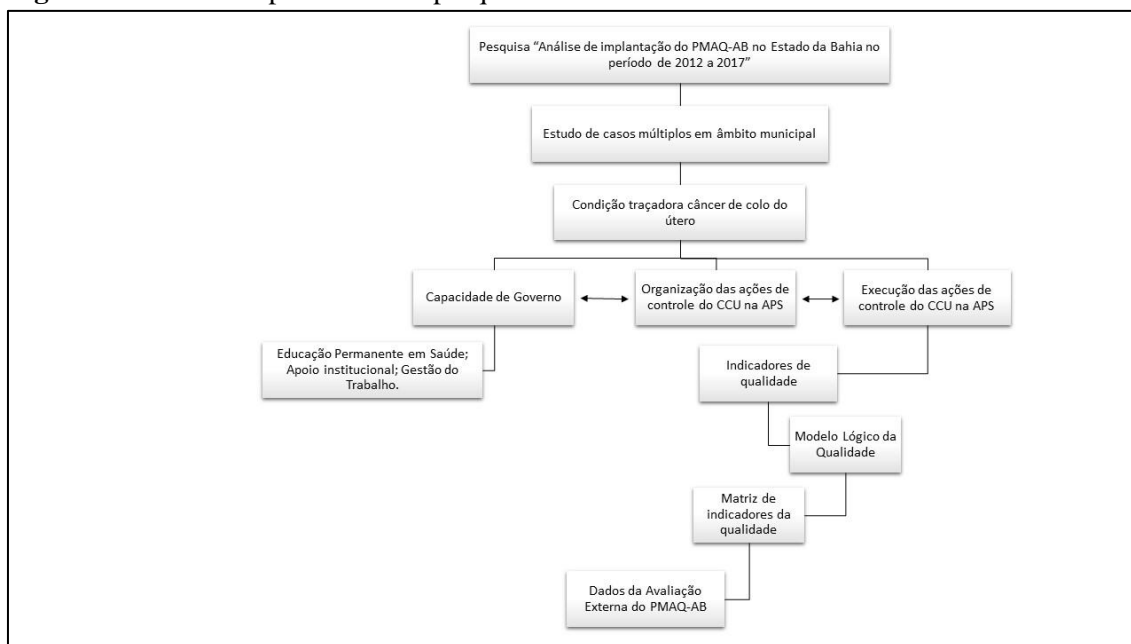 Pesquisa “Análise de implantação do PMAQ-AB no Estado da Bahia no
período de 2012 a 2017”
Estudo de casos múltiplos em âmbito municipal
Condição traçadora câncer de colo do
útero
Capacidade de Governo
Organização das ações de
controle do CCU na APS
Execução das ações de
controle do CCU na APS
Educação Permanente em Saúde;
Apoio institucional; Gestão do
Trabalho.
Indicadores de
qualidade
Modelo Lógico da
Qualidade
Matriz de
indicadores da
qualidade
Dados da Avaliação
Externa do PMAQ-AB